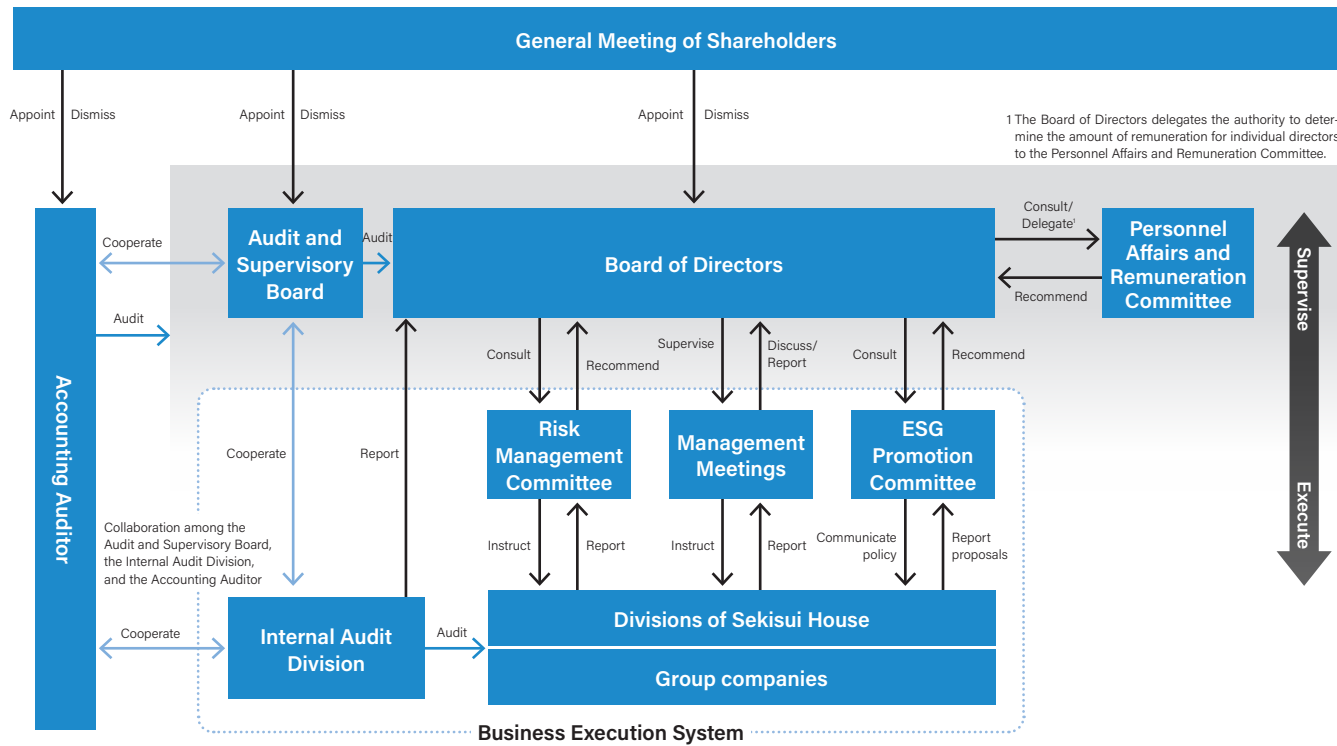 General Meeting of Shareholders
Appoint
Dismiss
Appoint
Dismiss
Appoint
Dismiss
1 The Board of Directors delegates the authority to deter-
mine the amount of remuneration for individual directors
to the Personnel Affairs and Remuneration Committee.
Accounting Auditor
Cooperate
Audit
Audit and
Supervisory
Board
Audit
Board of Directors
Consult/
Delegate¹
Recommend
Personnel
Affairs and
Remuneration
Committee
Supervise
Execute
Consult
Recommend
Supervise
Discuss/
Report
Consult
Recommend
Cooperate
Report
Risk
Management
Committee
Management
Meetings
ESG
Promotion
Committee
Collaboration among the
Audit and Supervisory Board,
the Internal Audit Division,
and the Accounting Auditor
Instruct
Report
Instruct
Report
Communicate
policy
Report
proposals
Cooperate
Internal Audit
Division
Audit
Divisions of Sekisui House
Group companies
Business Execution System